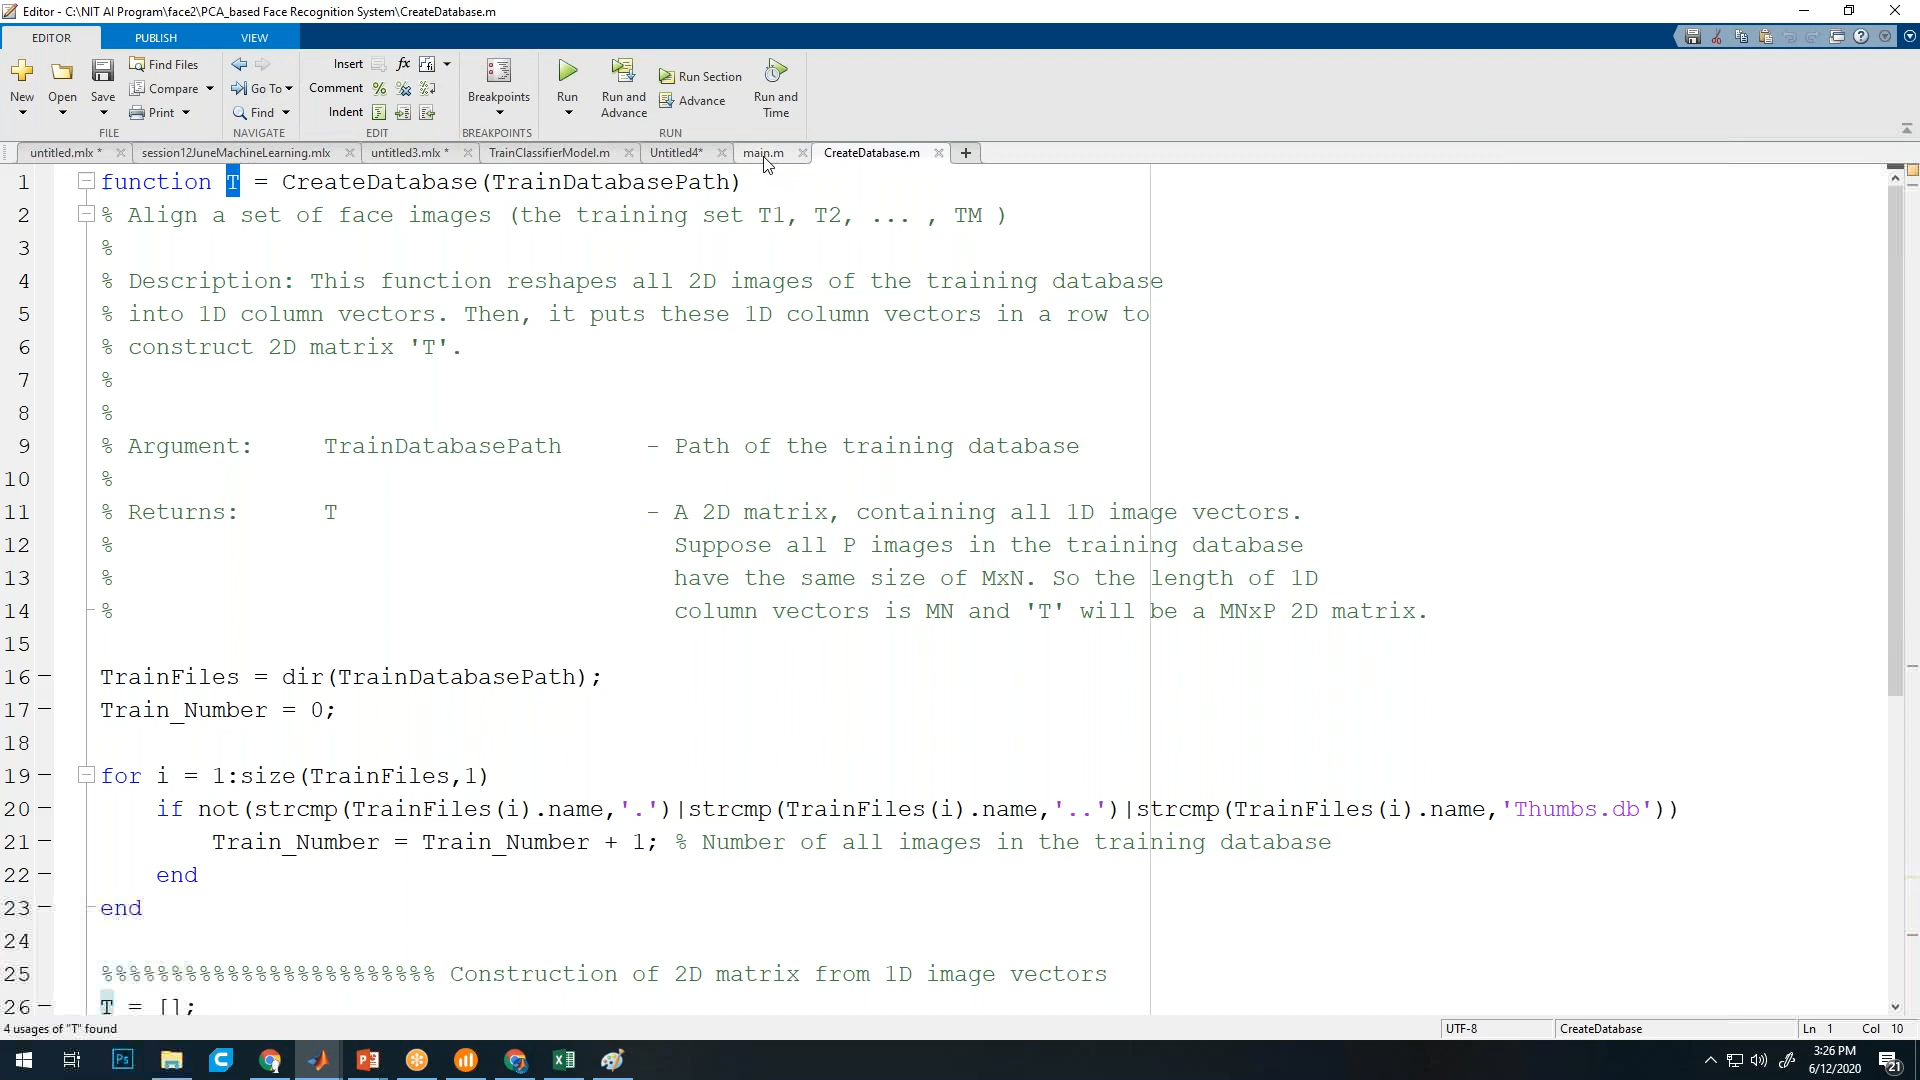 Editor - C:\NIT AI Program\face2\PCA_based Face Recognition System\CreateDatabase.m
EDITOR PUBLISH VIEW
New Open Save Find Files Compare Print
Go To Find
Insert fx
Comment
Indent
Breakpoints
Run Run and Advance Run Section Advance Run and Time
FILE NAVIGATE EDIT BREAKPOINTS RUN
untitled.mlx * session12JuneMachineLearning.mlx untitled3.mlx * TrainClassifierModel.m Untitled4* main.m CreateDatabase.m
1 function T = CreateDatabase(TrainDatabasePath)
2 % Align a set of face images (the training set T1, T2, ... , TM )
3 %
4 % Description: This function reshapes all 2D images of the training database
5 % into 1D column vectors. Then, it puts these 1D column vectors in a row to
6 % construct 2D matrix 'T'.
7 %
8 %
9 % Argument: TrainDatabasePath - Path of the training database
10 %
11 % Returns: T - A 2D matrix, containing all 1D image vectors.
12 % Suppose all P images in the training database
13 % have the same size of MxN. So the length of 1D
14 % column vectors is MN and 'T' will be a MNxP 2D matrix.
15
16 TrainFiles = dir(TrainDatabasePath);
17 Train_Number = 0;
18
19 for i = 1:size(TrainFiles,1)
20 if not(strcmp(TrainFiles(i).name,'.')|strcmp(TrainFiles(i).name,'..')|strcmp(TrainFiles(i).name,'Thumbs.db'))
21 Train_Number = Train_Number + 1; % Number of all images in the training database
22 end
23 end
24
25 %%%%%%%%%%%%%%%%%%%%%%%% Construction of 2D matrix from 1D image vectors
26 T = [];
4 usages of "T" found UTF-8 CreateDatabase Ln 1 Col 10
3:26 PM
6/12/2020
21